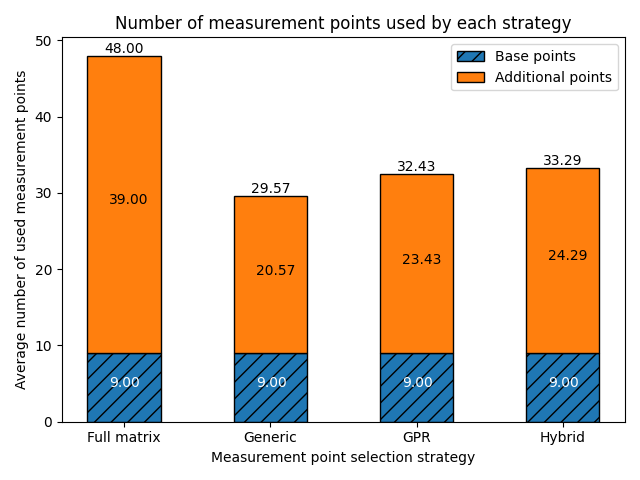 Number of measurement points used by each strategy
Average number of used measurement points
50
40
30
20
10
0
Base points
Additional points
48.00
39.00
9.00
29.57
20.57
9.00
32.43
23.43
9.00
33.29
24.29
9.00
Full matrix
Generic
GPR
Hybrid
Measurement point selection strategy